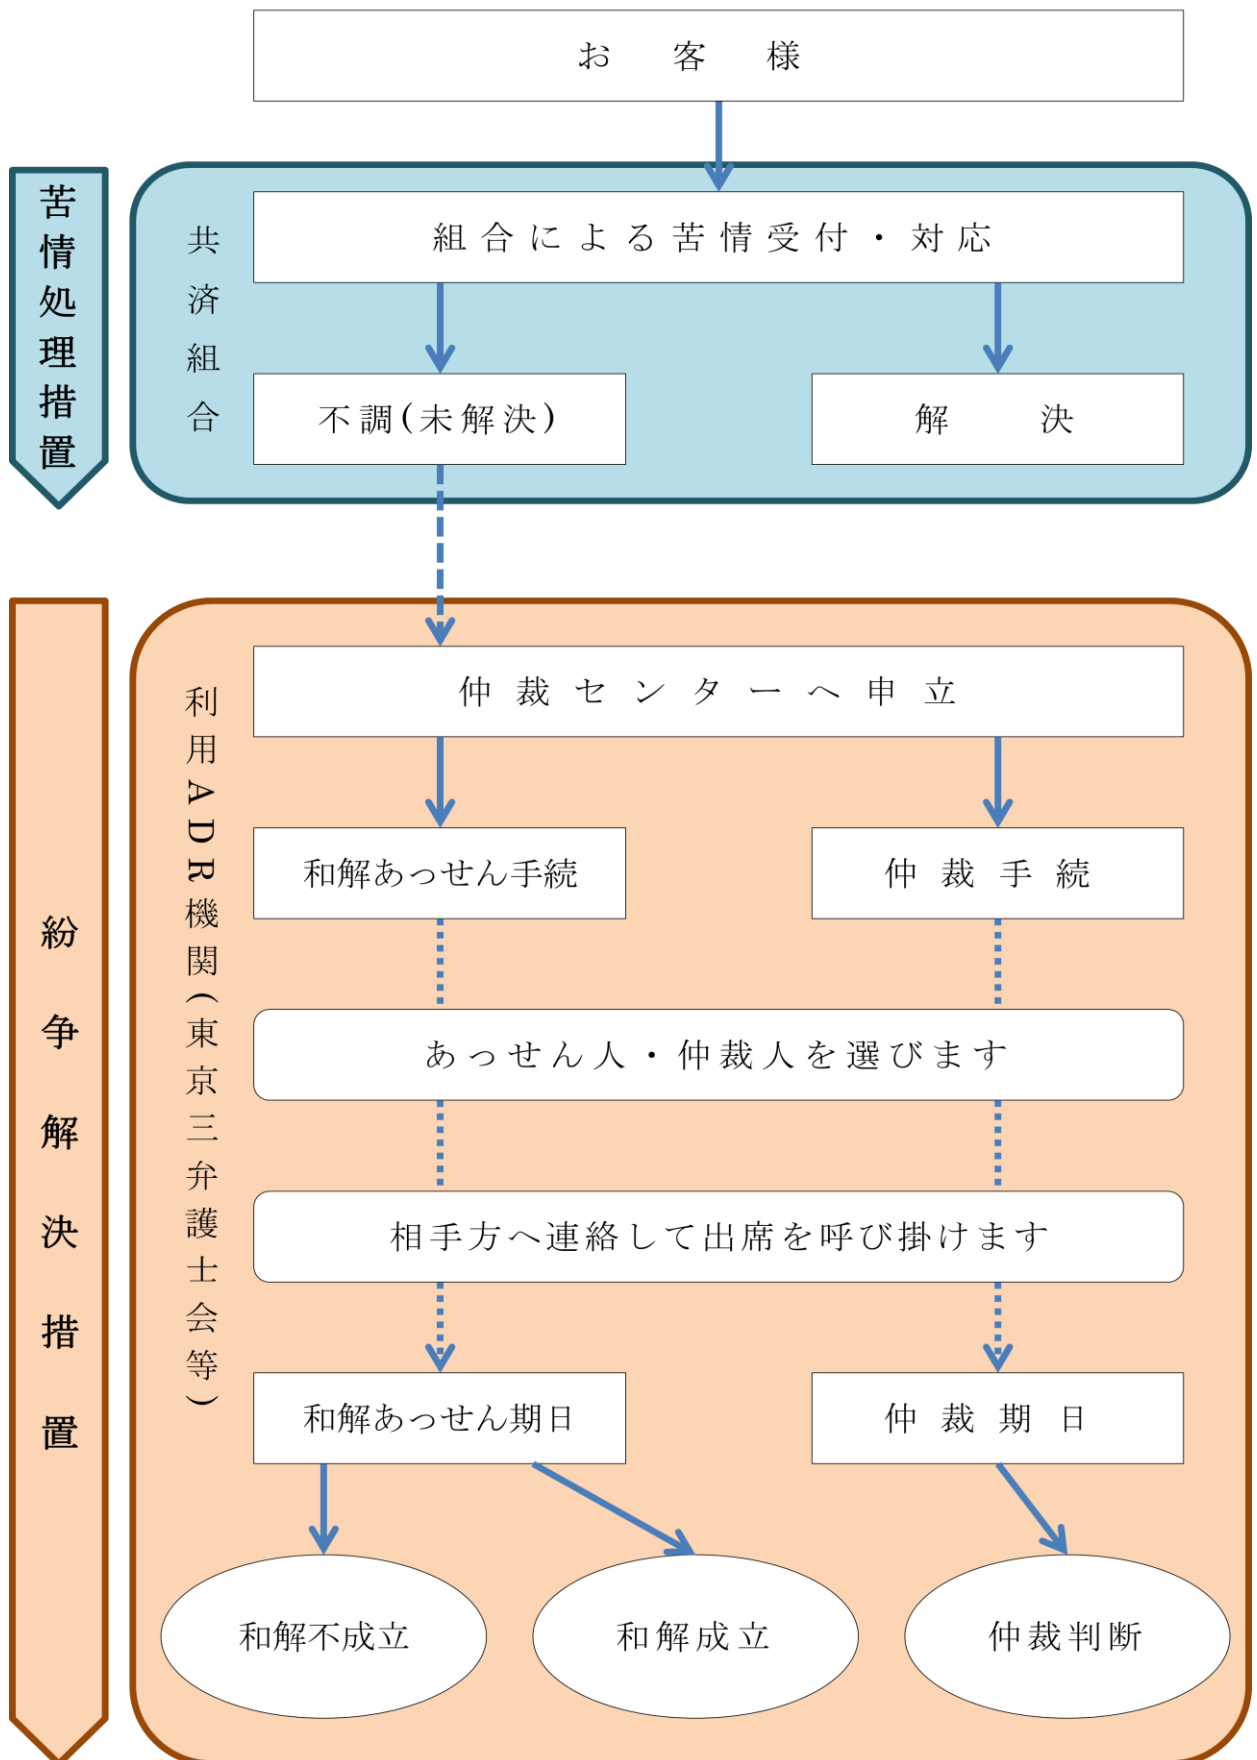 お客様
苦情処理措置
共済組合
組合による苦情受付・対応
不調(未解決)
解決
紛争解決措置
利用ADR機関(東京三弁護士会等)
仲裁センターへ申立
和解あっせん手続
仲裁手続
あっせん人・仲裁人を選びます
相手方へ連絡して出席を呼び掛けます
和解あっせん期日
仲裁期日
和解不成立
和解成立
仲裁判断